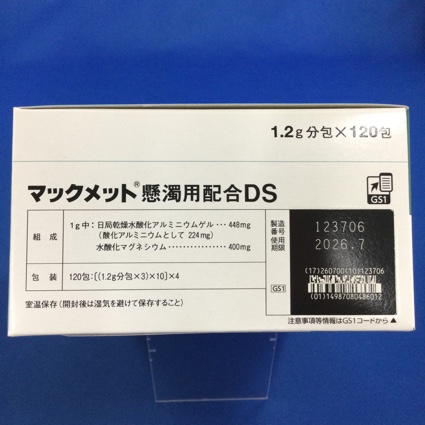 1.2g分包×120包
マックメット®懸濁用配合DS
GS1
組成
1g中：日局乾燥水酸化アルミニウムゲル…448mg
(酸化アルミニウムとして 224mg)
水酸化マグネシウム………………400mg
包装
120包：[(1.2g分包×3)×10]×4
室温保存(開封後は湿気を避けて保存すること)
製造番号 123706
使用期限 2026.7
(17)260700(10)123706
GS1
(01)14987080486012
注意事項等情報はGS1コードから▲